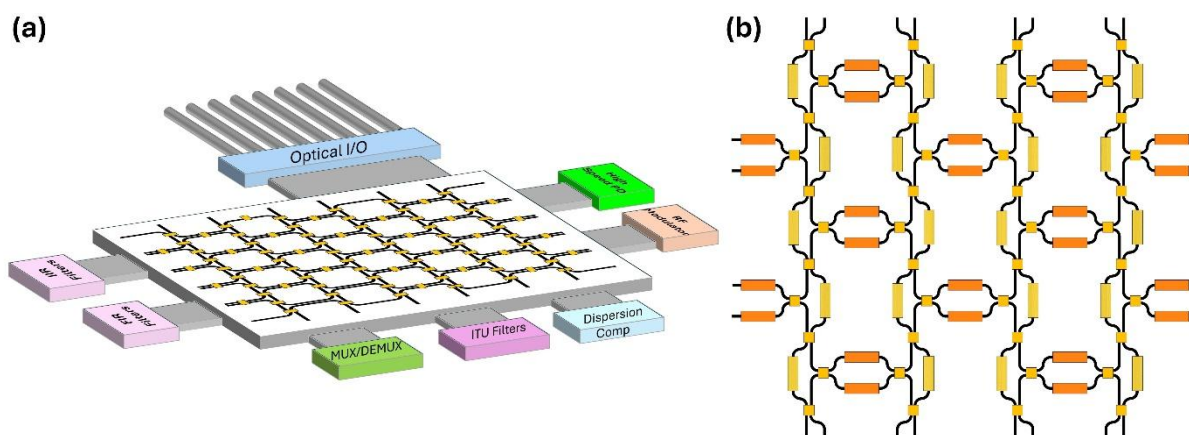 (a)
(b)
Optical I/O
High
Speed PD
RF
Modulator
IIR
Filters
FIR
Filters
MUX/DEMUX
ITU Filters
Dispersion
Comp